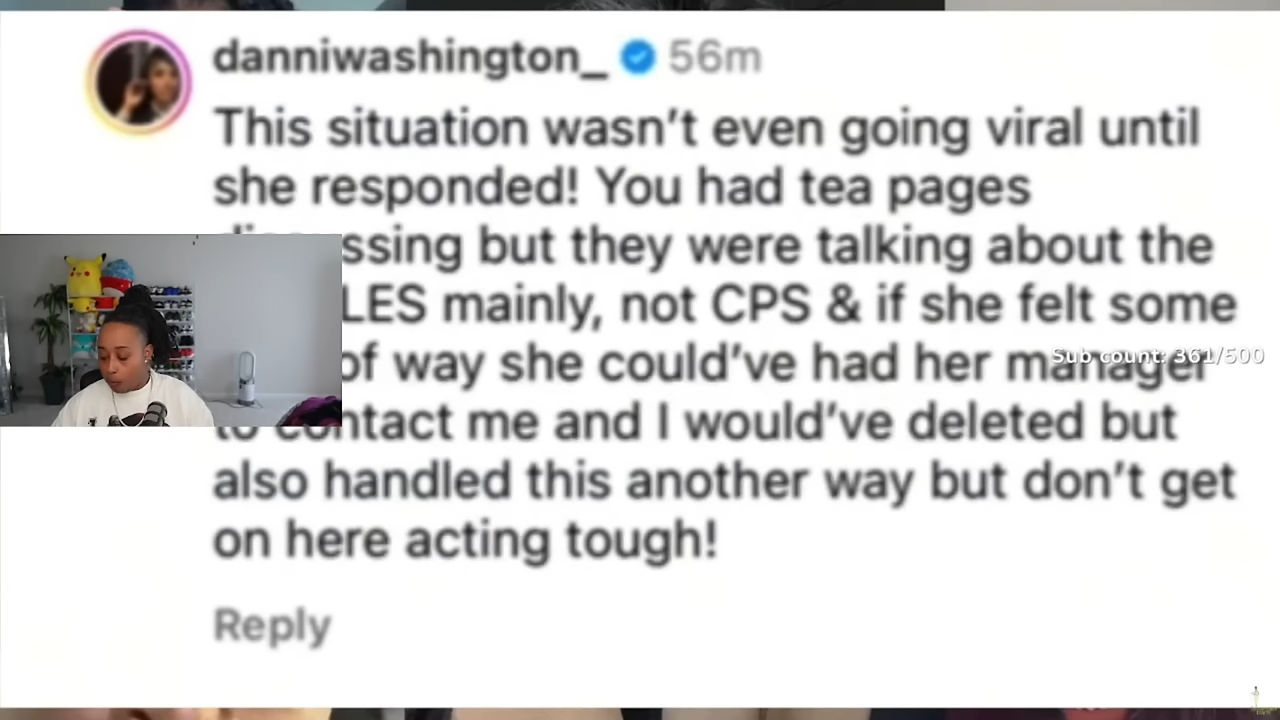 danniwashington_ 56m
This situation wasn't even going viral until
she responded! You had tea pages
ssing but they were talking about the
LES mainly, not CPS & if she felt some
of way she could've had her manager
to contact me and I would've deleted but
also handled this another way but don't get
on here acting tough!
Reply
Sub count: 361/500